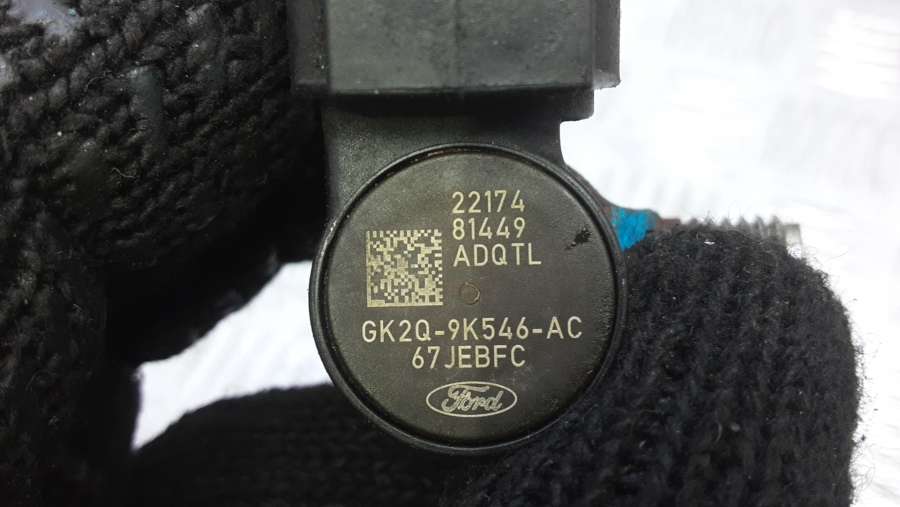 22174
81449
ADQTL
GK2Q-9K546-AC
67JEBFC
Ford